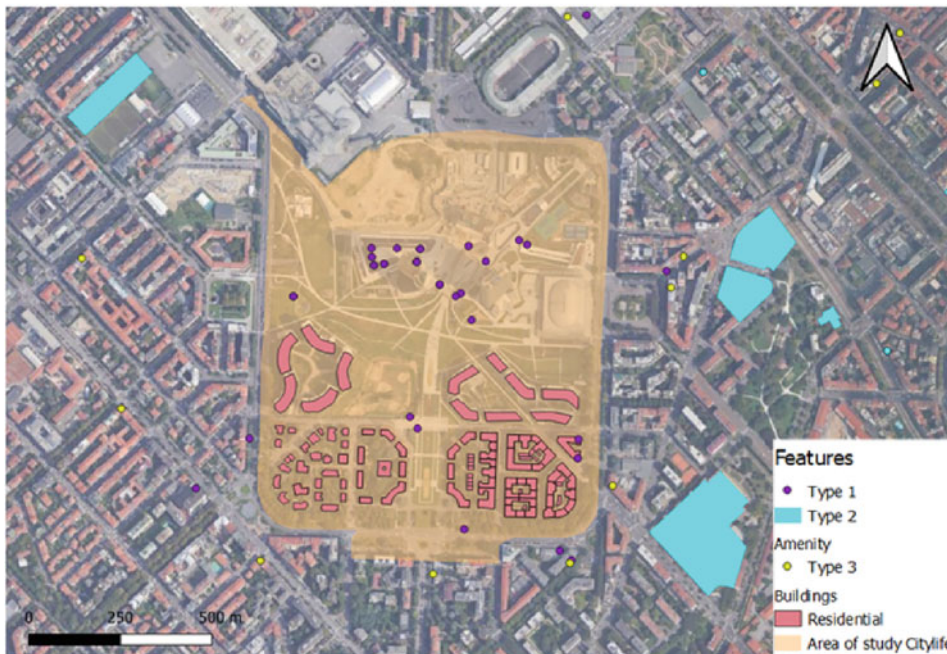 Features
Type 1
Type 2
Amenity
Type 3
Buildings
Residential
Area of study Citylife
0 250 500 m